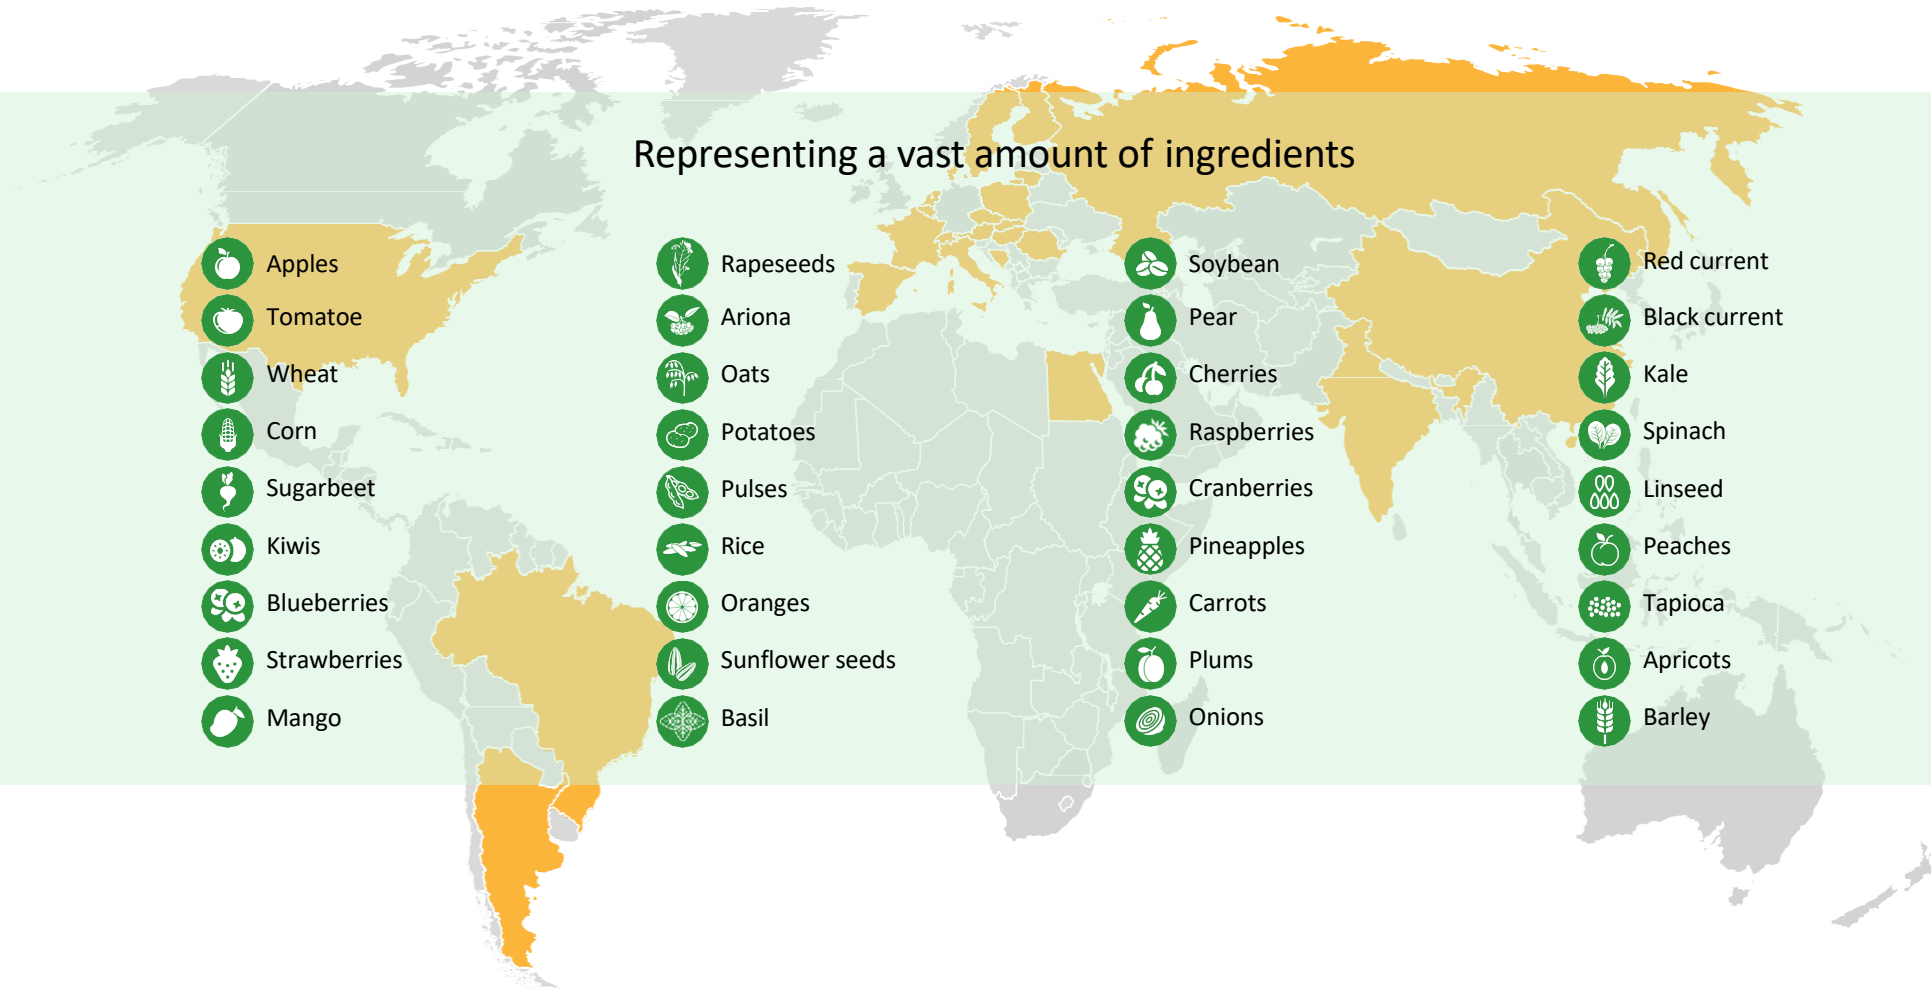 Representing a vast amount of ingredients
Apples
Tomatoe
Wheat
Corn
Sugarbeet
Kiwis
Blueberries
Strawberries
Mango
Rapeseeds
Ariona
Oats
Potatoes
Pulses
Rice
Oranges
Sunflower seeds
Basil
Soybean
Pear
Cherries
Raspberries
Cranberries
Pineapples
Carrots
Plums
Onions
Red current
Black current
Kale
Spinach
Linseed
Peaches
Tapioca
Apricots
Barley